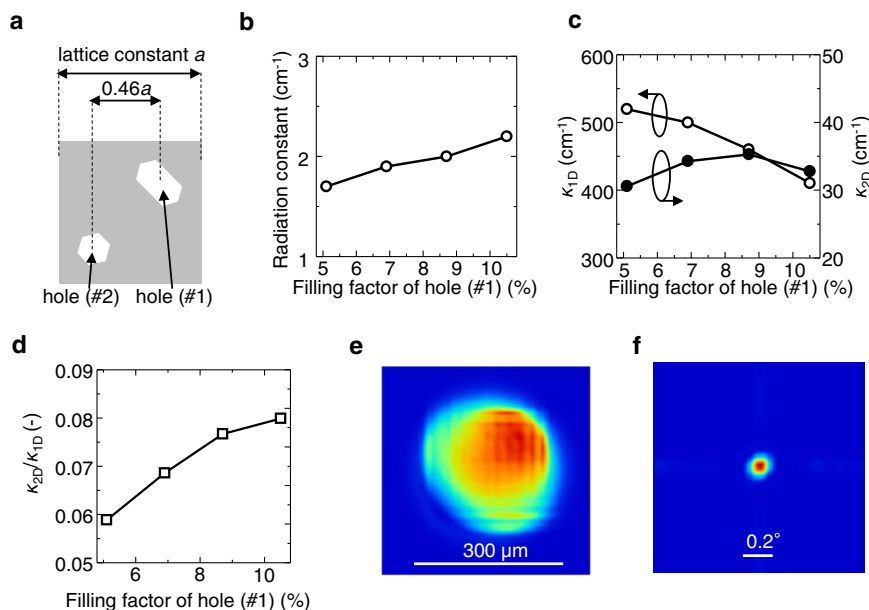 a
lattice constant a
0.46a
hole (#2)
hole (#1)
b
Radiation constant (cm⁻¹)
3
2
1
5 6 7 8 9 10
Filling factor of hole (#1) (%)
c
κ1D (cm⁻¹)
600
500
400
300
50
40
30
20
κ2D (cm⁻¹)
5 6 7 8 9 10
Filling factor of hole (#1) (%)
d
κ2D/κ1D (-)
0.09
0.08
0.07
0.06
0.05
6 8 10
Filling factor of hole (#1) (%)
e
300 μm
f
0.2°